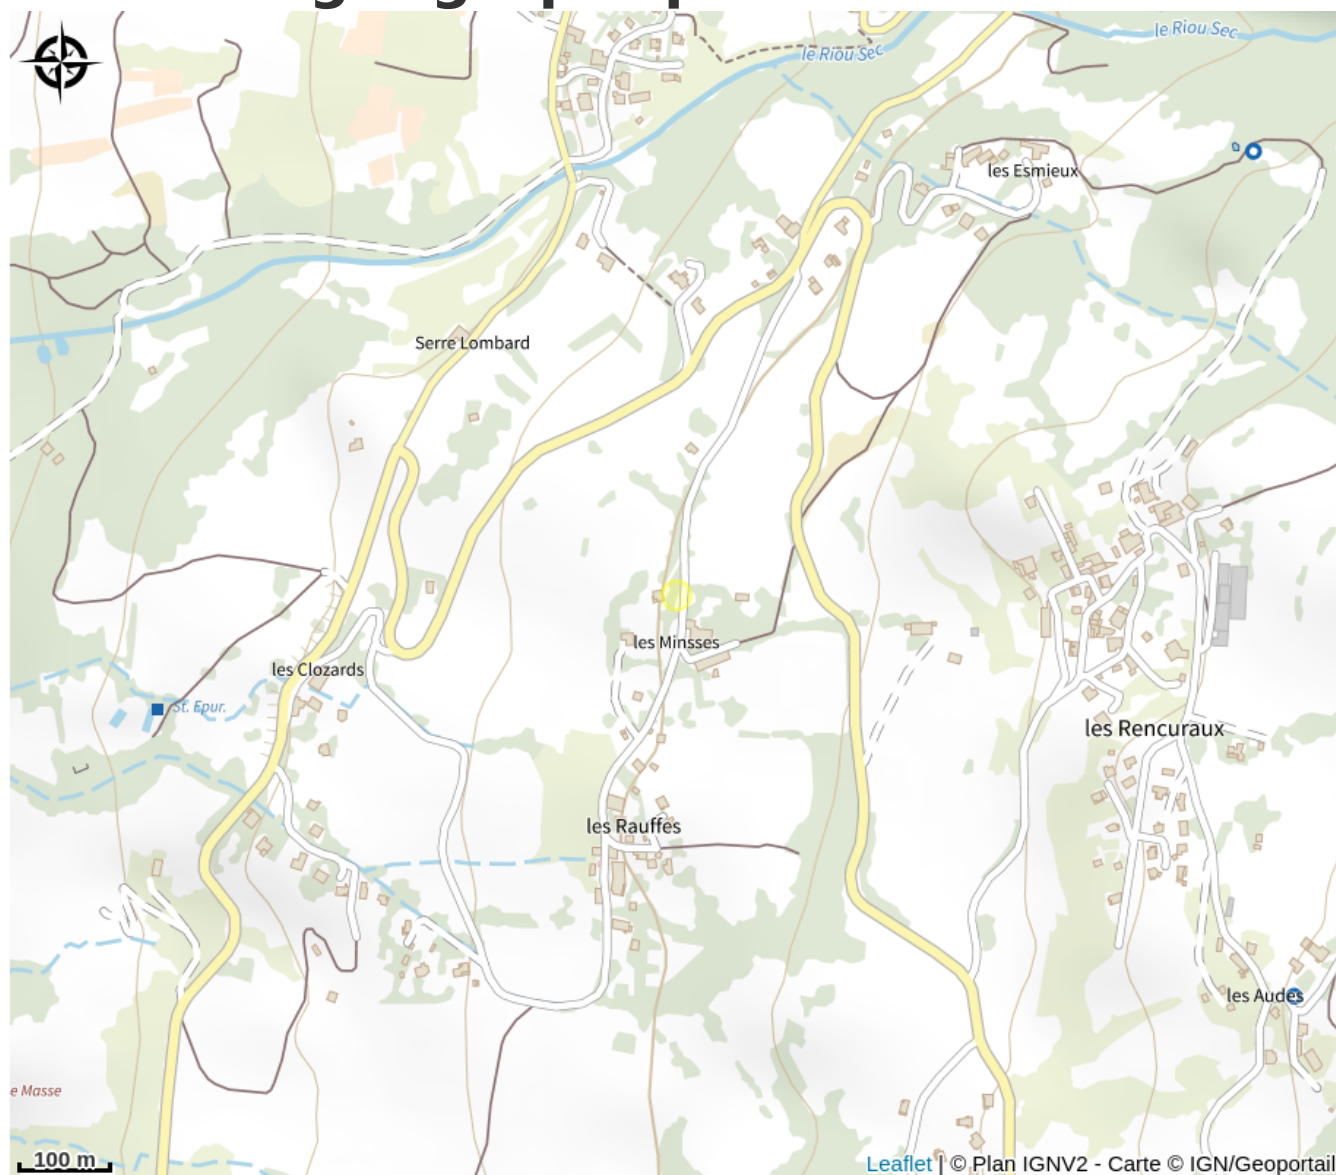 le Riou Sec
le Riou Sec
les Esmieux
Serre Lombard
les Minsses
les Clozards
St. Epur.
les Rencuraux
les Rauffes
les Audes
e Masse
100 m
Leaflet | © Plan IGNV2 - Carte © IGN/Geoportail